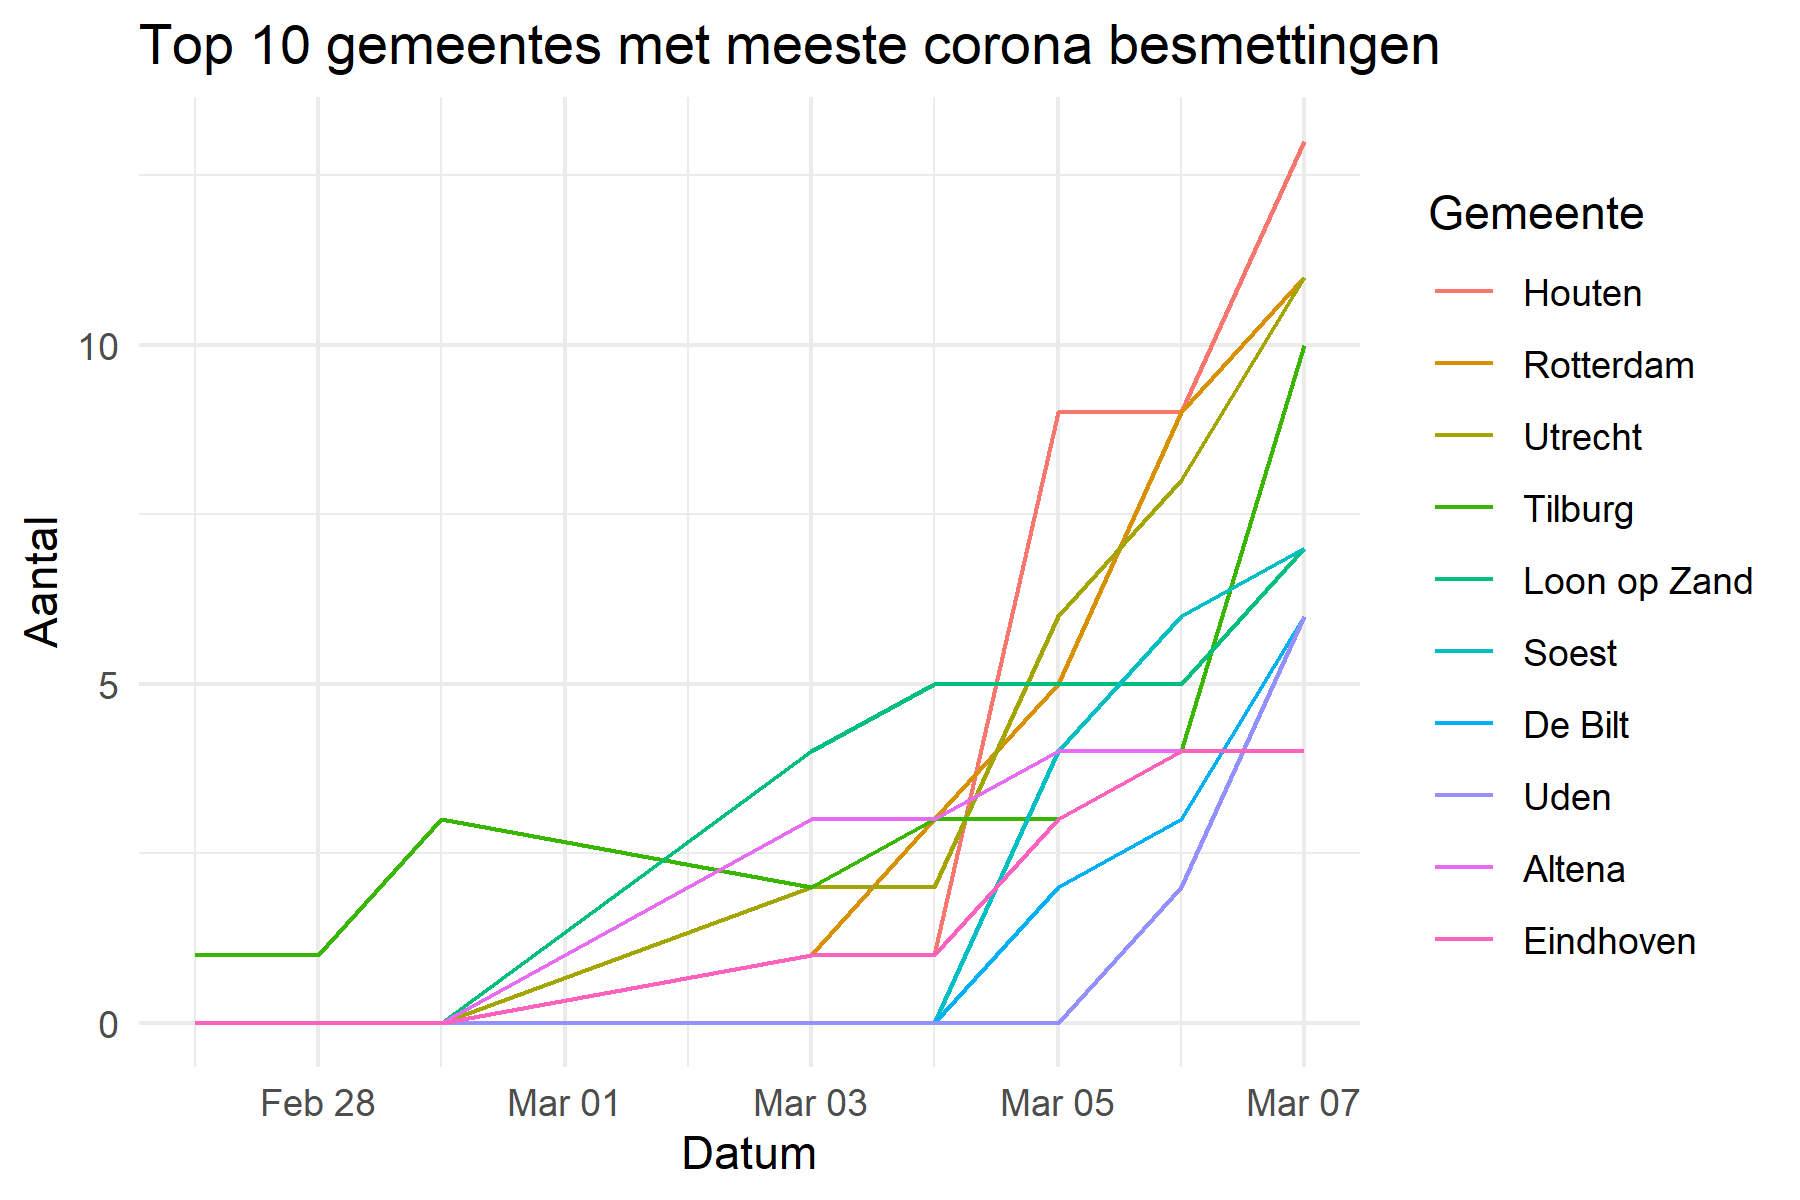 Top 10 gemeentes met meeste corona besmettingen
Aantal
10
5
0
Feb 28
Mar 01
Mar 03
Mar 05
Mar 07
Datum
Gemeente
Houten
Rotterdam
Utrecht
Tilburg
Loon op Zand
Soest
De Bilt
Uden
Altena
Eindhoven